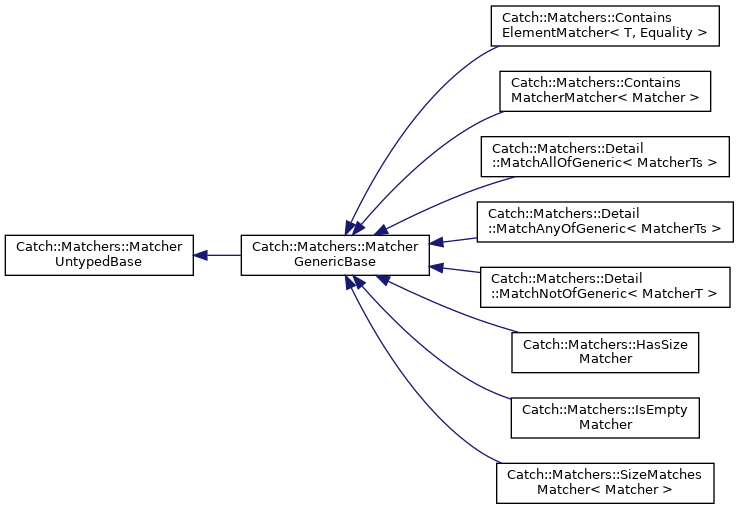 Catch::Matchers::Contains
ElementMatcher< T, Equality >
Catch::Matchers::Contains
MatcherMatcher< Matcher >
Catch::Matchers::Detail
::MatchAllOfGeneric< MatcherTs >
Catch::Matchers::Detail
::MatchAnyOfGeneric< MatcherTs >
Catch::Matchers::Matcher
UntypedBase
Catch::Matchers::Matcher
GenericBase
Catch::Matchers::Detail
::MatchNotOfGeneric< MatcherT >
Catch::Matchers::HasSize
Matcher
Catch::Matchers::IsEmpty
Matcher
Catch::Matchers::SizeMatches
Matcher< Matcher >